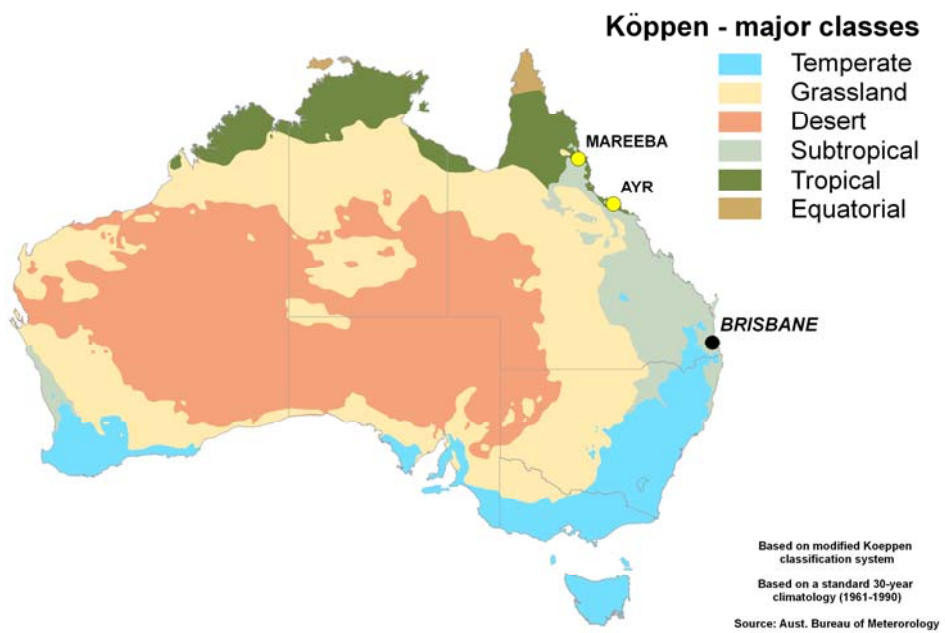 Köppen - major classes
Temperate
Grassland
Desert
Subtropical
Tropical
Equatorial
MAREEBA
AYR
BRISBANE
Based on modified Koeppen
classification system
Based on a standard 30-year
climatology (1961-1990)
Source: Aust. Bureau of Meterorology